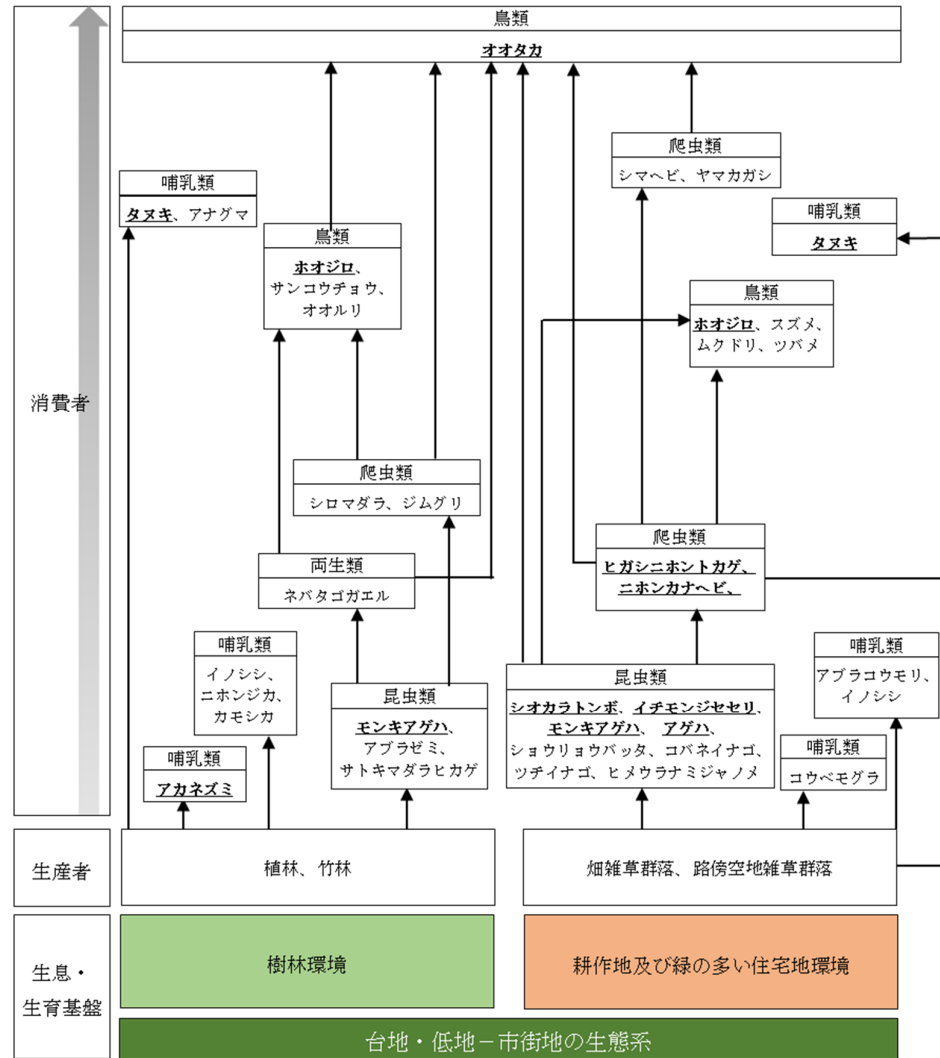 鳥類
オオタカ
爬虫類
シマヘビ、ヤマカガシ
哺乳類
タヌキ、アナグマ
哺乳類
タヌキ
鳥類
ホオジロ、
サンコウチョウ、
オオルリ
鳥類
ホオジロ、スズメ、
ムクドリ、ツバメ
消費者
爬虫類
シロマダラ、ジムグリ
爬虫類
ヒガシニホントカゲ、
ニホンカナヘビ、
両生類
ネバタゴガエル
哺乳類
イノシシ、
ニホンジカ、
カモシカ
哺乳類
アブラコウモリ、
イノシシ
昆虫類
モンキアゲハ、
アブラゼミ、
サトキマダラヒカゲ
昆虫類
シオカラトンボ、イチモンジセセリ、
モンキアゲハ、アゲハ、
ショウリョウバッタ、コバネイナゴ、
ツチイナゴ、ヒメウラナミジャノメ
哺乳類
アカネズミ
哺乳類
コウベモグラ
生産者
植林、竹林
畑雑草群落、路傍空地雑草群落
生息・
生育基盤
樹林環境
耕作地及び緑の多い住宅地環境
台地・低地－市街地の生態系